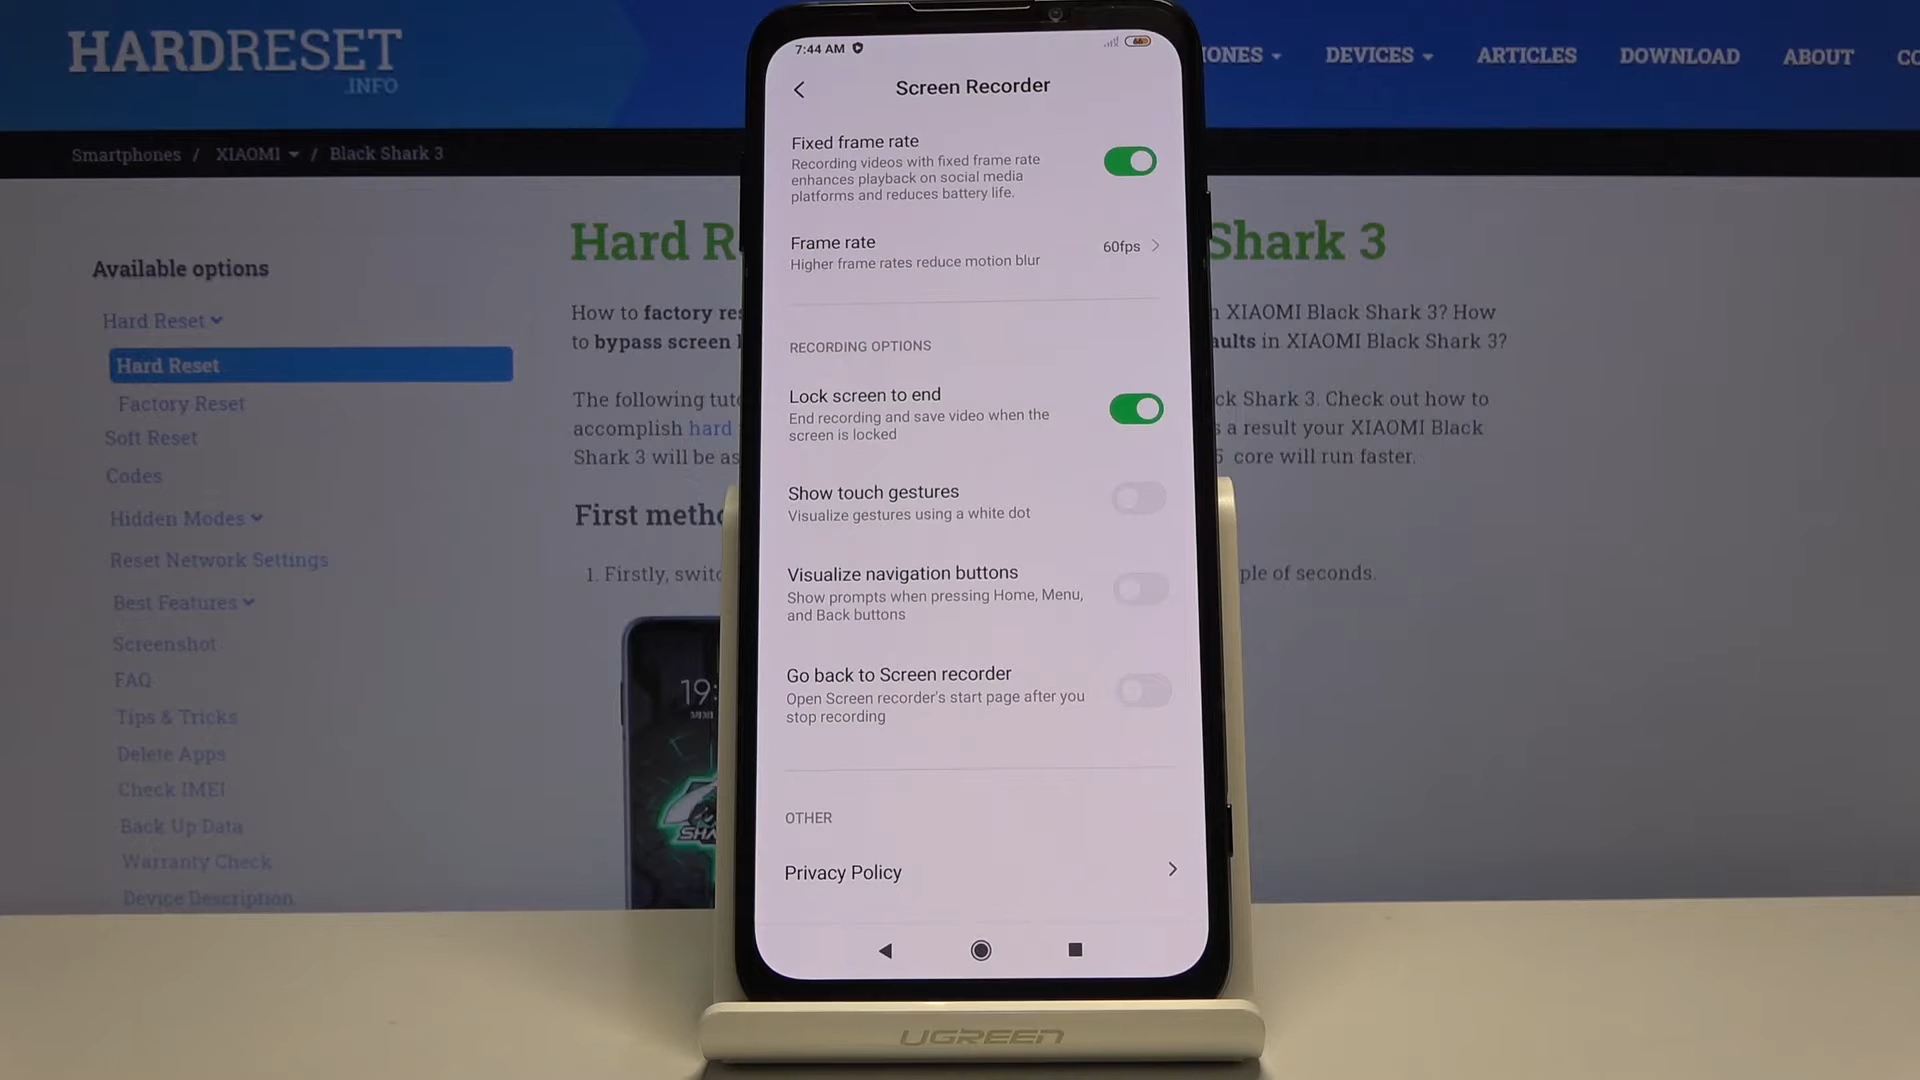 HARDRESET
.INFO
DEVICES
ARTICLES
DOWNLOAD
ABOUT
Smartphones / XIAOMI / Black Shark 3
Available options
Hard Reset
Hard Reset
Factory Reset
Soft Reset
Codes
Hidden Modes
Reset Network Settings
Best Features
Screenshot
FAQ
Tips & Tricks
Delete Apps
Check IMEI
Back Up Data
Warranty Check
Device Description
Hard R
Shark 3
How to factory res
XIAOMI Black Shark 3? How
to bypass screen
aults in XIAOMI Black Shark 3?
The following tuto
ck Shark 3. Check out how to
accomplish hard
s a result your XIAOMI Black
Shark 3 will be as
core will run faster.
First metho
1. Firstly, switc
ple of seconds.
7:44 AM
Screen Recorder
Fixed frame rate
Recording videos with fixed frame rate
enhances playback on social media
platforms and reduces battery life.
Frame rate
60fps
Higher frame rates reduce motion blur
RECORDING OPTIONS
Lock screen to end
End recording and save video when the
screen is locked
Show touch gestures
Visualize gestures using a white dot
Visualize navigation buttons
Show prompts when pressing Home, Menu,
and Back buttons
Go back to Screen recorder
Open Screen recorder's start page after you
stop recording
OTHER
Privacy Policy
UGREEN